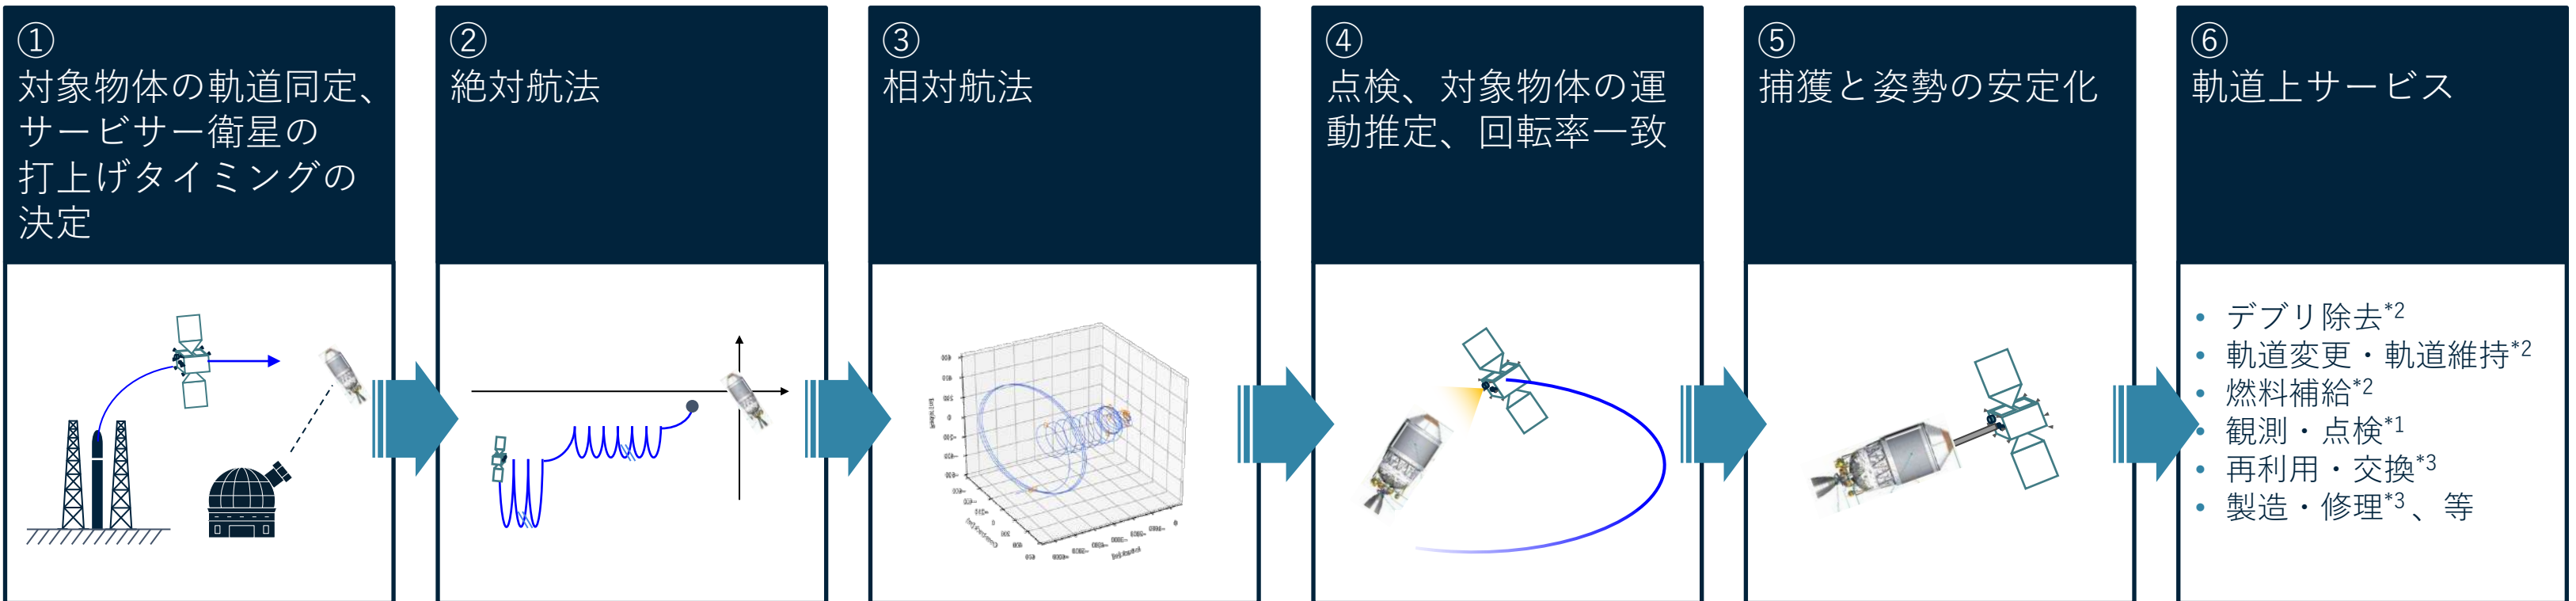 ①
対象物体の軌道同定、
サービサー衛星の
打上げタイミングの
決定
②
絶対航法
③
相対航法
④
点検、対象物体の運
動推定、回転率一致
⑤
捕獲と姿勢の安定化
⑥
軌道上サービス
• デブリ除去*2
• 軌道変更・軌道維持*2
• 燃料補給*2
• 観測・点検*1
• 再利用・交換*3
• 製造・修理*3、等